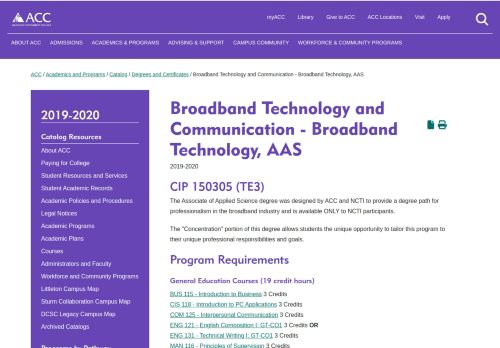 ACC
myACC
Library
Give to ACC
ACC Locations
Visit
Apply
ABOUT ACC
ADMISSIONS
ACADEMICS & PROGRAMS
ADVISING & SUPPORT
CAMPUS COMMUNITY
WORKFORCE & COMMUNITY PROGRAMS
ACC / Academics and Programs / Catalog / Degrees and Certificates / Broadband Technology and Communication - Broadband Technology, AAS
2019-2020
Catalog Resources
About ACC
Paying for College
Student Resources and Services
Student Academic Records
Academic Policies and Procedures
Legal Notices
Academic Programs
Academic Plans
Courses
Administrators and Faculty
Workforce and Community Programs
Littleton Campus Map
Sturm Collaboration Campus Map
DCSC Legacy Campus Map
Archived Catalogs
Programs by Pathway
Broadband Technology and
Communication - Broadband
Technology, AAS
2019-2020
CIP 150305 (TE3)
The Associate of Applied Science degree was designed by ACC and NCTI to provide a degree path for
professionalism in the broadband industry and is available ONLY to NCTI participants.
The "Concentration" portion of this degree allows students the unique opportunity to tailor this program to
their unique professional responsibilities and goals.
Program Requirements
General Education Courses (19 credit hours)
BUS 115 - Introduction to Business 3 Credits
CIS 118 - Introduction to PC Applications 3 Credits
COM 125 - Interpersonal Communication 3 Credits
ENG 121 - English Composition I: GT-CO1 3 Credits OR
ENG 131 - Technical Writing I: GT-CO1 3 Credits
MAN 116 - Principles of Supervision 3 Credits